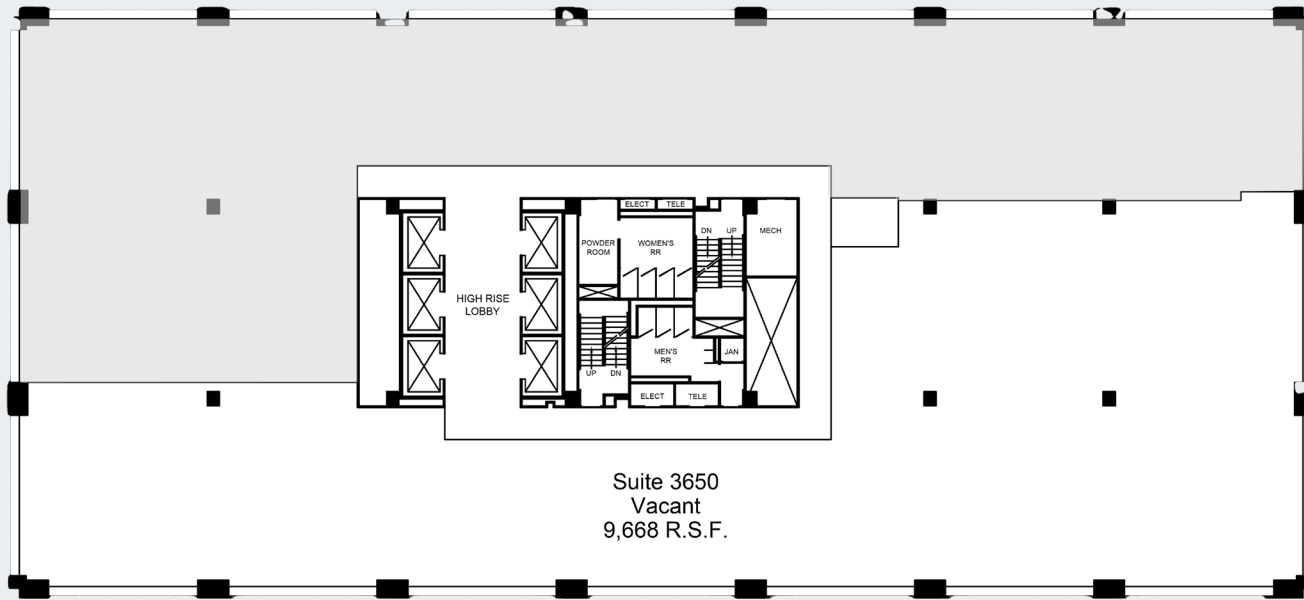 ELECT
TELE
DN
UP
MECH
POWDER
ROOM
WOMEN'S
RR
HIGH RISE
LOBBY
MEN'S
RR
JAN
UP
DN
ELECT
TELE
Suite 3650
Vacant
9,668 R.S.F.